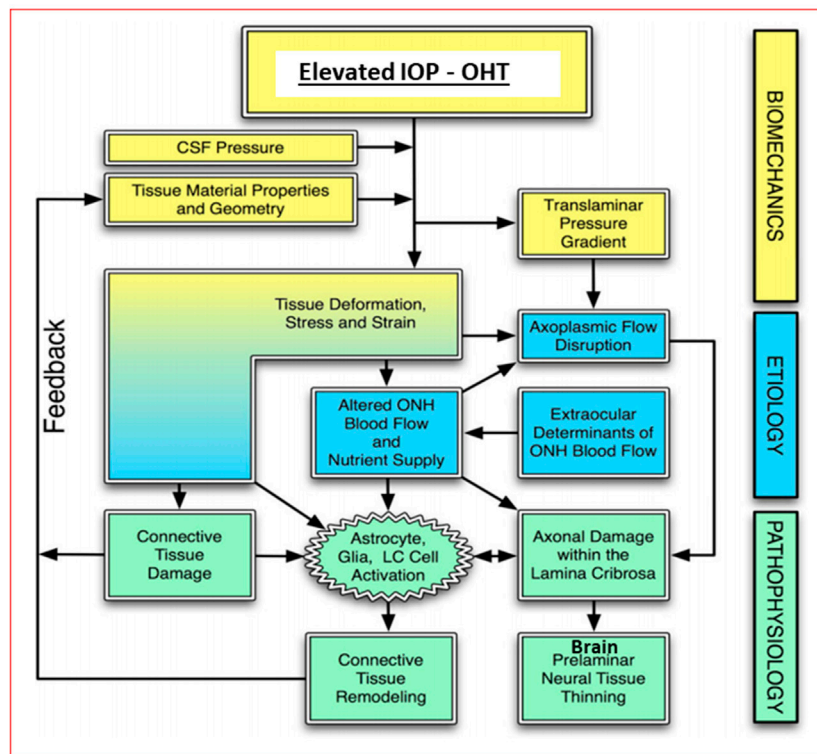 Elevated IOP - OHT
CSF Pressure
Tissue Material Properties
and Geometry
Translaminar
Pressure
Gradient
BIOMECHANICS
Tissue Deformation,
Stress and Strain
Axoplasmic Flow
Disruption
ETIOLOGY
Feedback
Altered ONH
Blood Flow
and
Nutrient Supply
Extraocular
Determinants of
ONH Blood Flow
Connective
Tissue
Damage
Astrocyte,
Glia, LC Cell
Activation
Axonal Damage
within the
Lamina Cribrosa
PATHOPHYSIOLOGY
Connective
Tissue
Remodeling
Brain
Prelaminar
Neural Tissue
Thinning